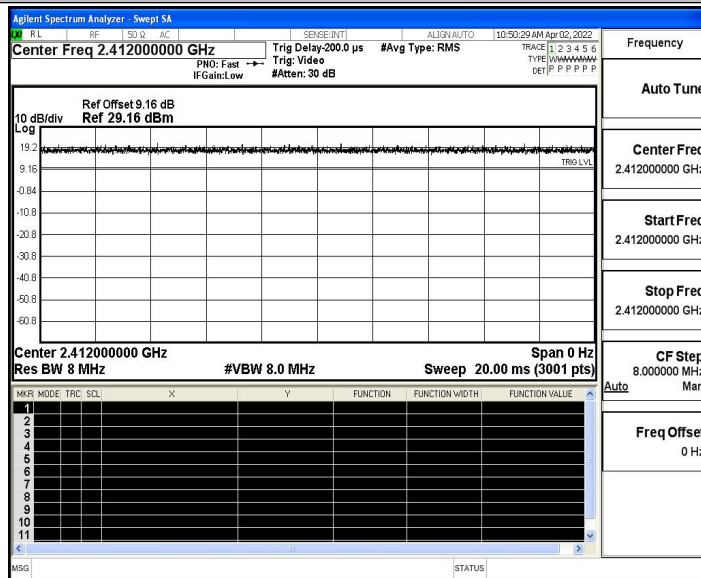 Agilent Spectrum Analyzer - Swept SA
LXI RL RF 50 Ω AC SENSE:INT ALIGN AUTO 10:50:29 AM Apr 02, 2022
Center Freq 2.412000000 GHz
PNO: Fast
IFGain:Low
Trig Delay-200.0 µs
Trig: Video
#Atten: 30 dB
#Avg Type: RMS
TRACE 1 2 3 4 5 6
TYPE WWWWWW
DET P P P P P P
Ref Offset 9.16 dB
10 dB/div Ref 29.16 dBm
Log
19.2
TRIG LVL
9.16
-0.84
-10.8
-20.8
-30.8
-40.8
-50.8
-60.8
Center 2.412000000 GHz Span 0 Hz
Res BW 8 MHz #VBW 8.0 MHz Sweep 20.00 ms (3001 pts)
MKR MODE TRC SCL X Y FUNCTION FUNCTION WIDTH FUNCTION VALUE
1
2
3
4
5
6
7
8
9
10
11
MSG STATUS
Frequency
Auto Tune
Center Freq
2.412000000 GHz
Start Freq
2.412000000 GHz
Stop Freq
2.412000000 GHz
CF Step
8.000000 MHz
Auto Man
Freq Offset
0 Hz